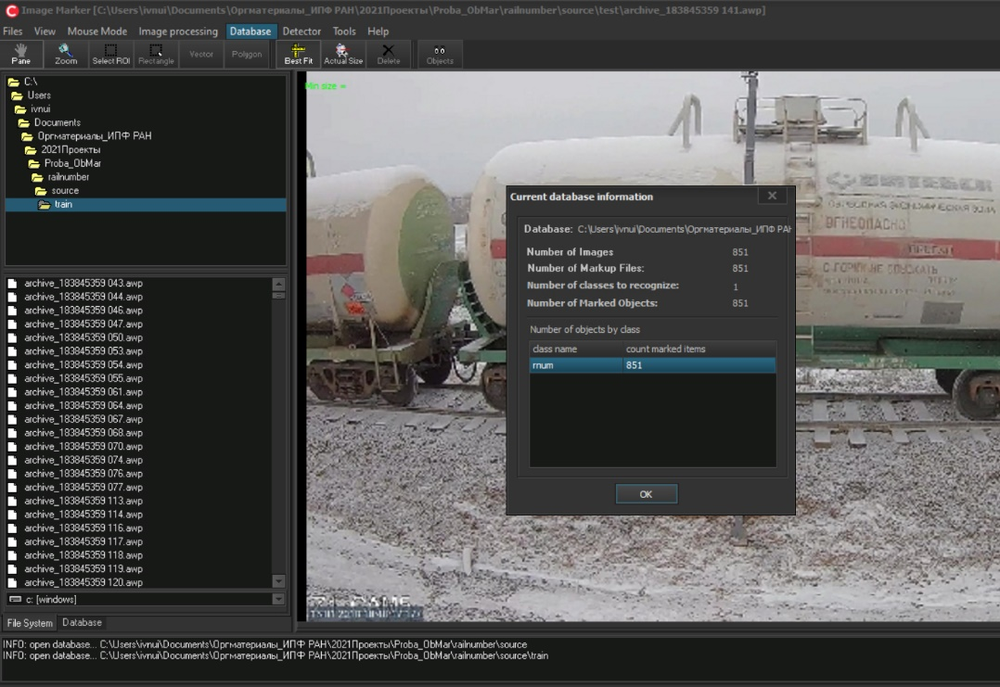 Image Marker [C:\Users\ivnui\Documents\Оргматериалы_ИПФ РАН\2021Проекты\Proba_ObMar\railnumber\source\test\archive_183845359 141.awp]
Files View Mouse Mode Image processing Database Detector Tools Help
Pane Zoom Select ROI Rectangle Vector Polygon Best Fit Actual Size Delete Objects
C:\
Users
ivnui
Documents
Оргматериалы_ИПФ РАН
2021Проекты
Proba_ObMar
railnumber
source
train
archive_183845359 043.awp
archive_183845359 044.awp
archive_183845359 046.awp
archive_183845359 047.awp
archive_183845359 050.awp
archive_183845359 053.awp
archive_183845359 054.awp
archive_183845359 055.awp
archive_183845359 061.awp
archive_183845359 064.awp
archive_183845359 067.awp
archive_183845359 068.awp
archive_183845359 070.awp
archive_183845359 074.awp
archive_183845359 076.awp
archive_183845359 077.awp
archive_183845359 113.awp
archive_183845359 114.awp
archive_183845359 116.awp
archive_183845359 117.awp
archive_183845359 118.awp
archive_183845359 119.awp
archive_183845359 120.awp
c: [windows]
File System Database
Min size =
ОГНЕОПАСНО
Current database information
Database: C:\Users\ivnui\Documents\Оргматериалы_ИПФ РАН
Number of Images 851
Number of Markup Files: 851
Number of classes to recognize: 1
Number of Marked Objects: 851
Number of objects by class
class name count marked items
rnum 851
OK
INFO: open database... C:\Users\ivnui\Documents\Оргматериалы_ИПФ РАН\2021Проекты\Proba_ObMar\railnumber\source
INFO: open database... C:\Users\ivnui\Documents\Оргматериалы_ИПФ РАН\2021Проекты\Proba_ObMar\railnumber\source\train